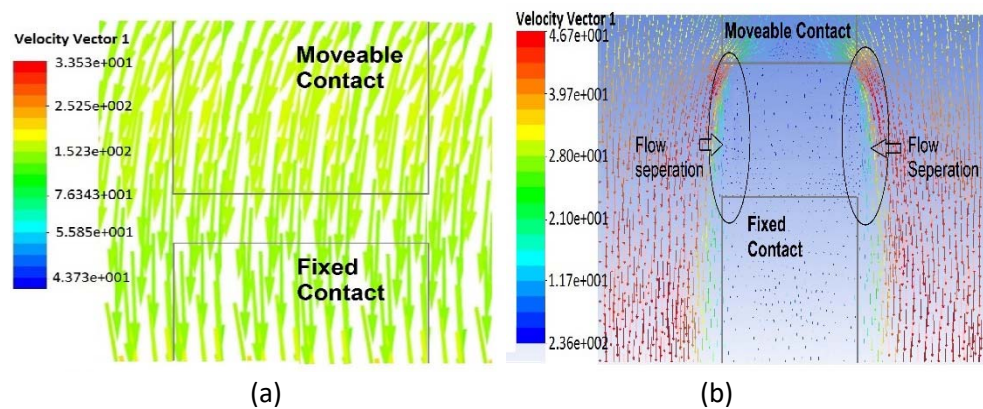 Velocity Vector 1
3.353e+001
2.525e+002
1.523e+002
7.6343e+001
5.585e+001
4.373e+001
Moveable
Contact
Fixed
Contact
(a)
Velocity Vector 1
4.67e+001
3.97e+001
2.80e+001
2.10e+001
1.17e+001
2.36e+002
Moveable Contact
Flow
seperation
Flow
Seperation
Fixed
Contact
(b)